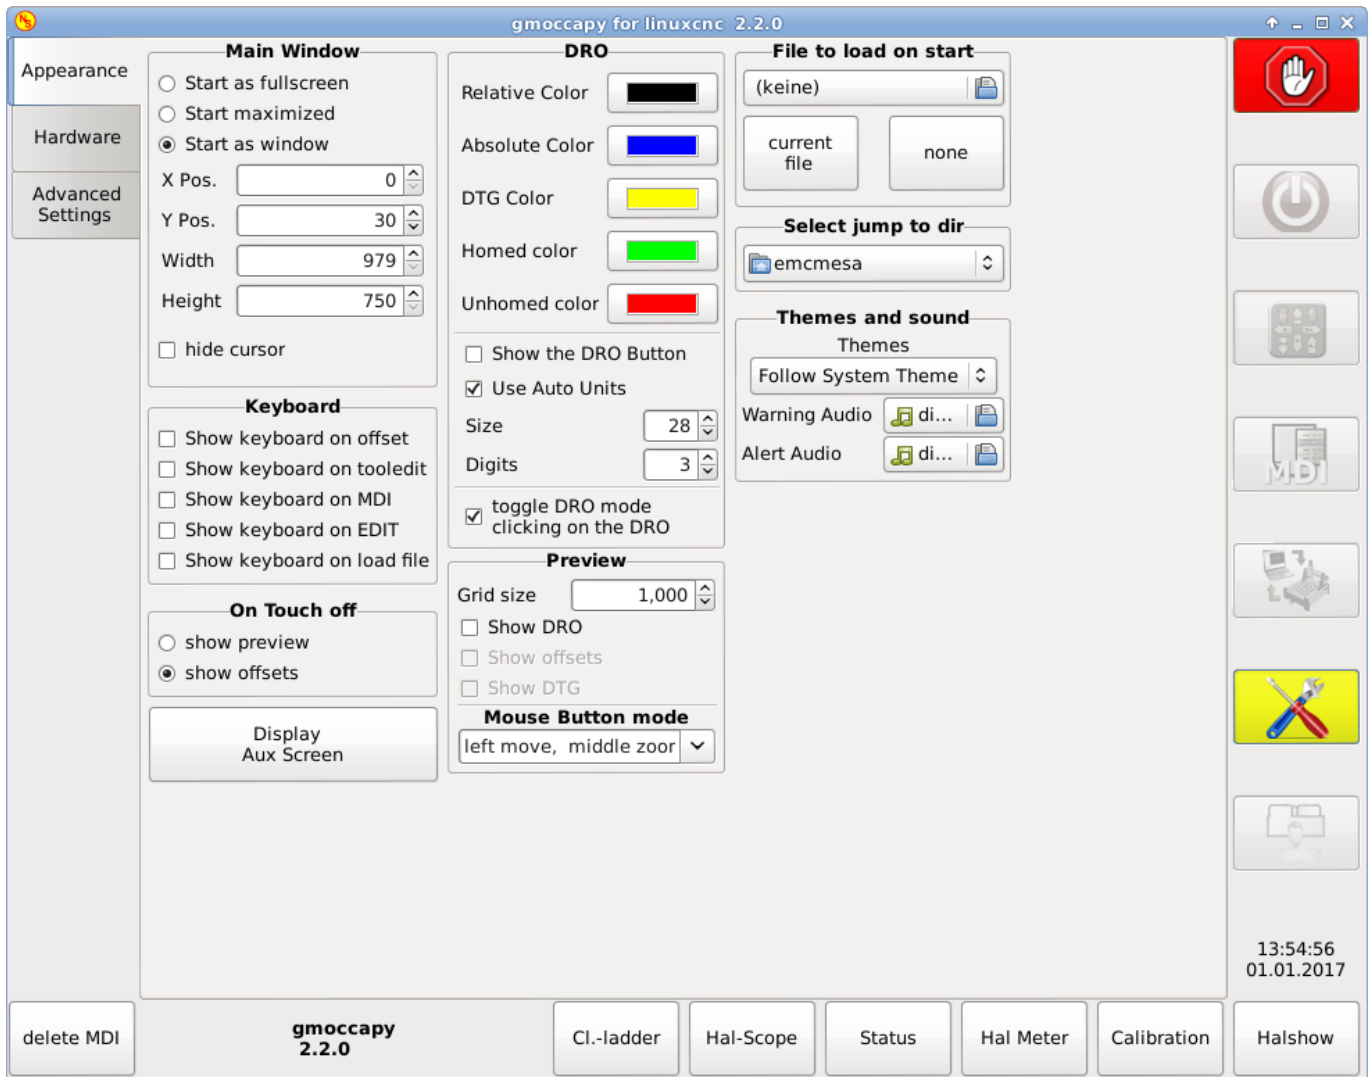 gmoccapy for linuxcnc 2.2.0
Appearance
Hardware
Advanced
Settings
Main Window
Start as fullscreen
Start maximized
Start as window
X Pos. 0
Y Pos. 30
Width 979
Height 750
hide cursor
Keyboard
Show keyboard on offset
Show keyboard on tooledit
Show keyboard on MDI
Show keyboard on EDIT
Show keyboard on load file
On Touch off
show preview
show offsets
Display
Aux Screen
DRO
Relative Color
Absolute Color
DTG Color
Homed color
Unhomed color
Show the DRO Button
Use Auto Units
Size 28
Digits 3
toggle DRO mode
clicking on the DRO
Preview
Grid size 1,000
Show DRO
Show offsets
Show DTG
Mouse Button mode
left move, middle zoor
File to load on start
(keine)
current
file
none
Select jump to dir
emcmesa
Themes and sound
Themes
Follow System Theme
Warning Audio di...
Alert Audio di...
MDI
13:54:56
01.01.2017
delete MDI
gmoccapy
2.2.0
Cl.-ladder
Hal-Scope
Status
Hal Meter
Calibration
Halshow